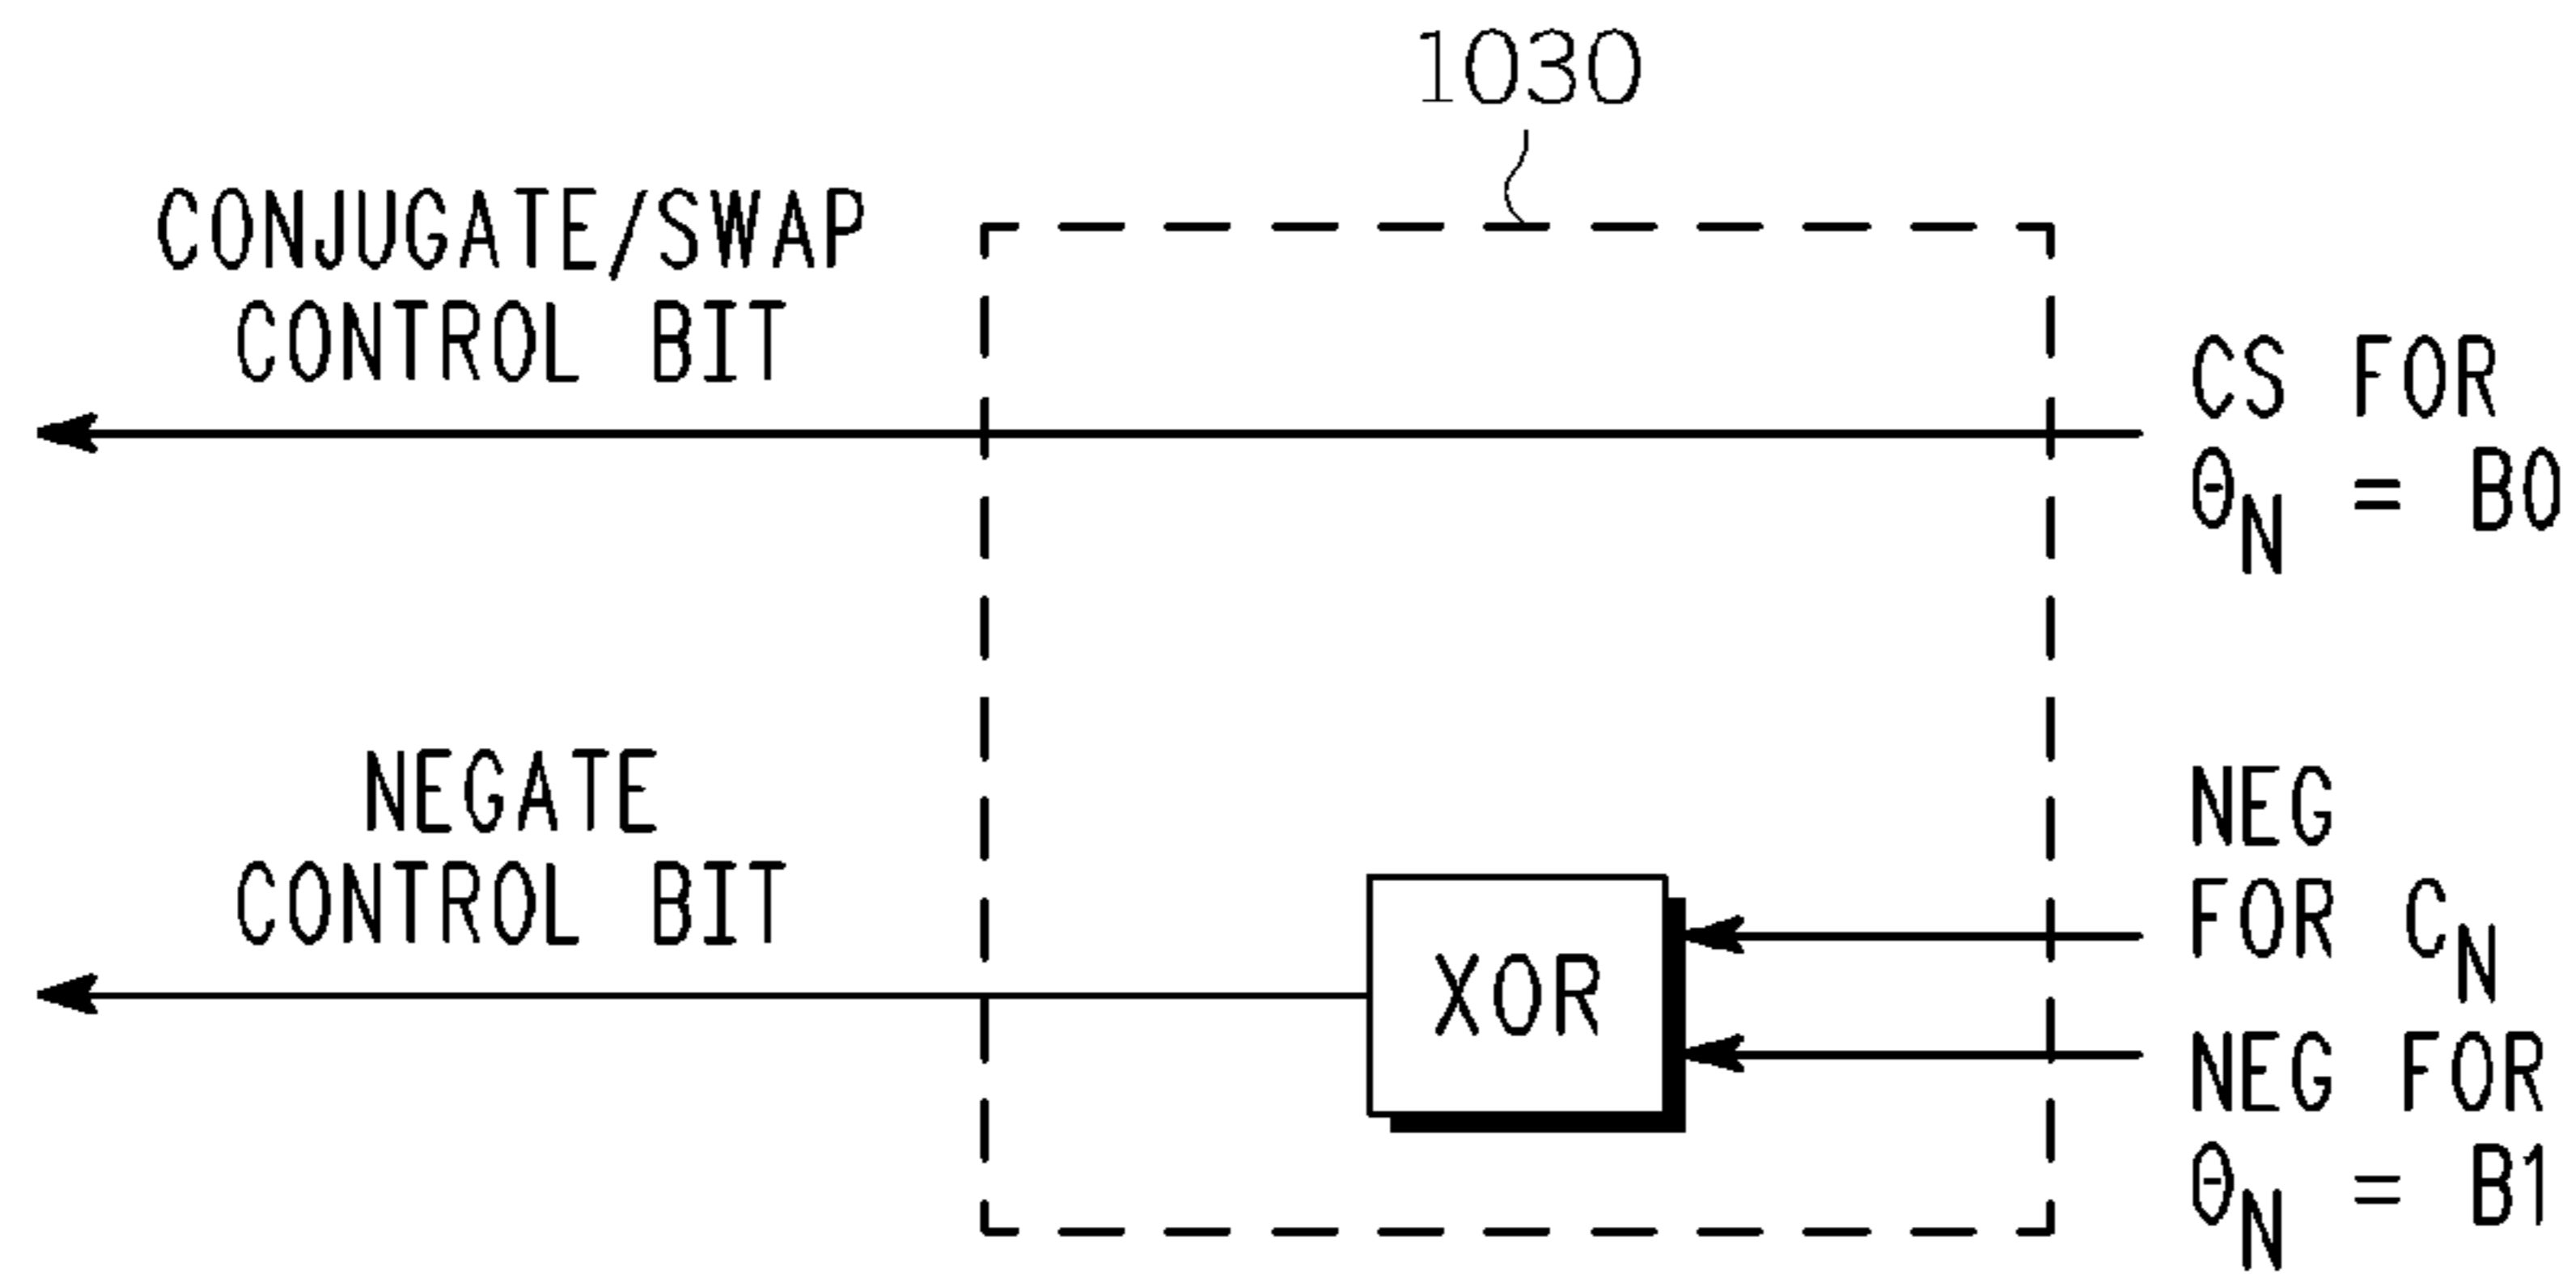 1030
CONJUGATE/SWAP
CONTROL BIT
CS FOR
θN = B0
NEGATE
CONTROL BIT
NEG
FOR CN
XOR
NEG FOR
θN = B1